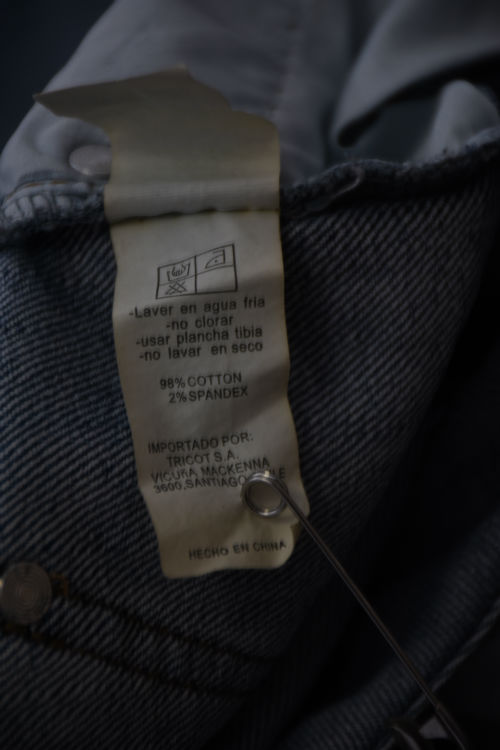 -Laver en agua fria
-no clorar
-usar plancha tibia
-no lavar en seco
98% COTTON
2% SPANDEX
IMPORTADO POR:
TRICOT S.A.
VICUÑA MACKENNA
3600, SANTIAGO
HECHO EN CHINA